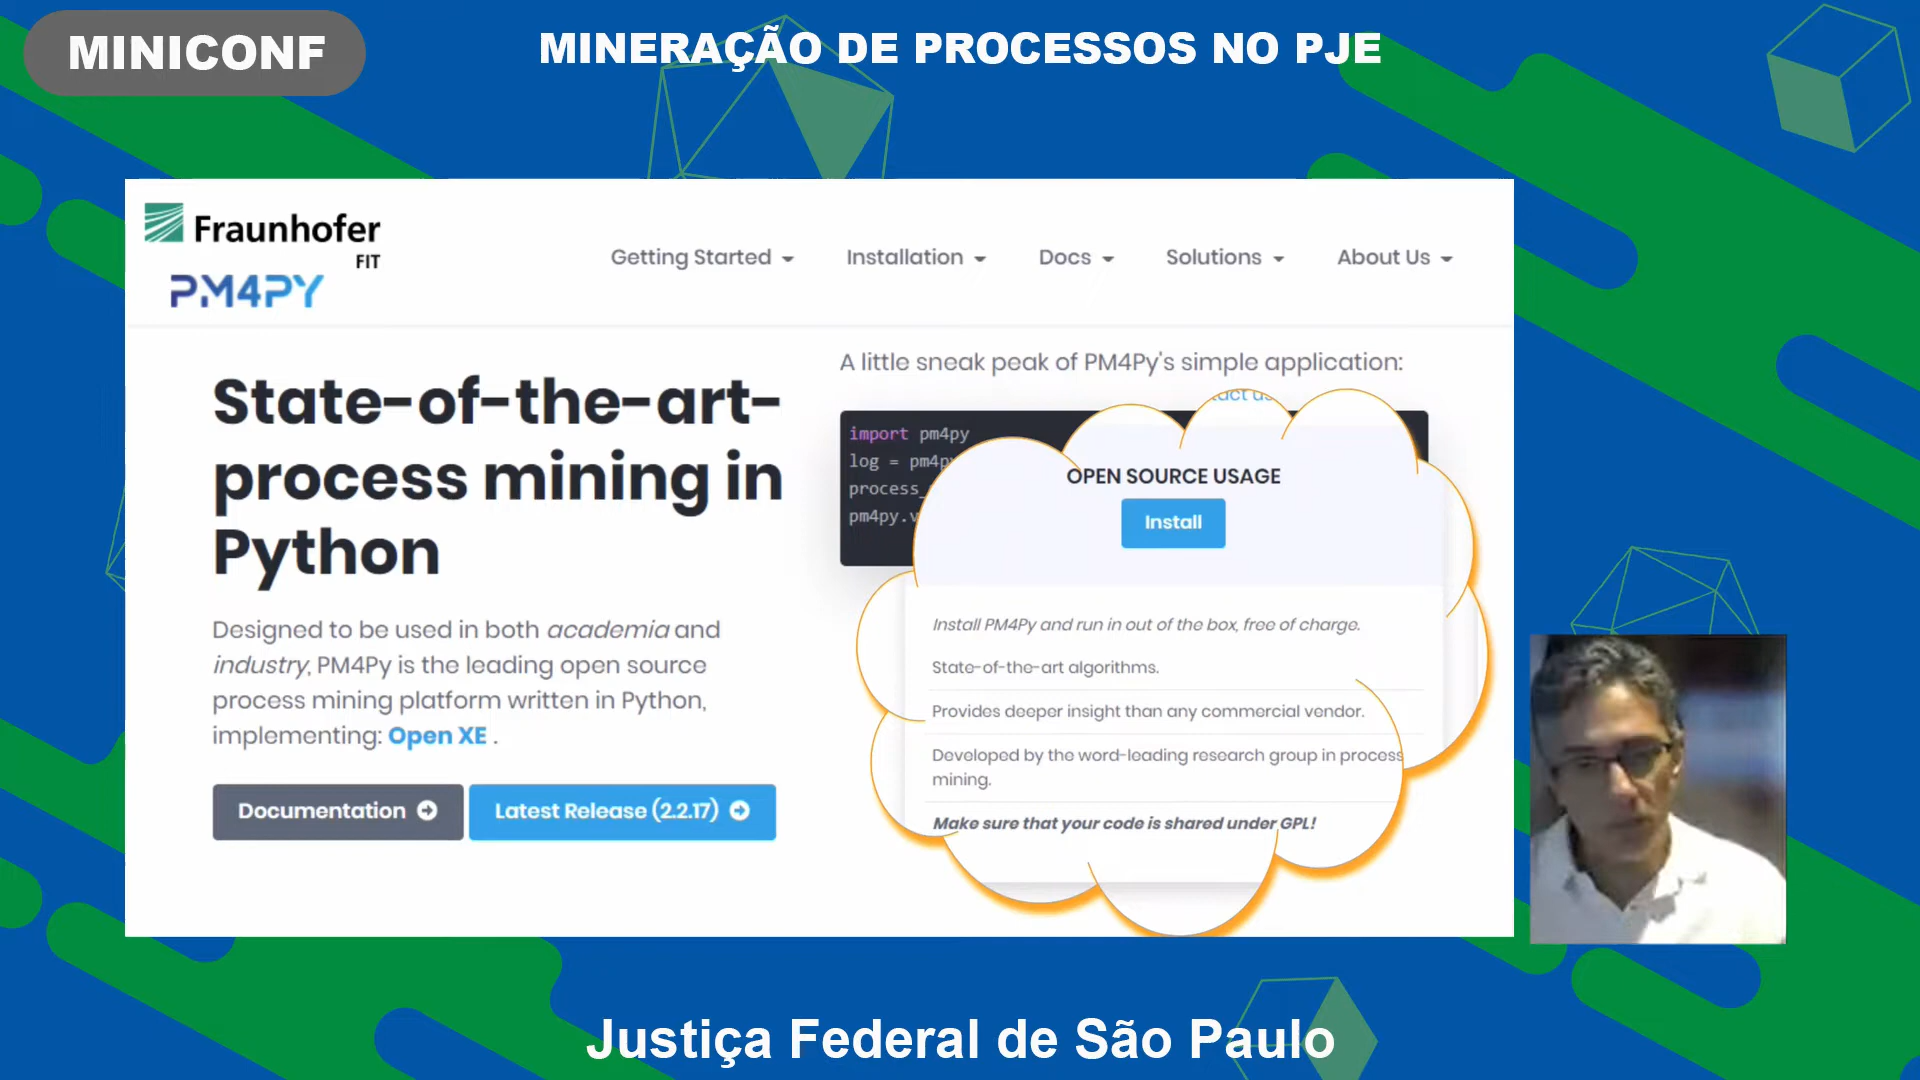 MINICONF
MINERAÇÃO DE PROCESSOS NO PJE
Fraunhofer
FIT
PM4PY
Getting Started
Installation
Docs
Solutions
About Us
State-of-the-art-
process mining in
Python
Designed to be used in both academia and
industry, PM4Py is the leading open source
process mining platform written in Python,
implementing: Open XE .
Documentation
Latest Release (2.2.17)
A little sneak peak of PM4Py's simple application:
import pm4py
log = pm4py
process_
pm4py.v
OPEN SOURCE USAGE
Install
Install PM4Py and run in out of the box, free of charge.
State-of-the-art algorithms.
Provides deeper insight than any commercial vendor.
Developed by the word-leading research group in process
mining.
Make sure that your code is shared under GPL!
Justiça Federal de São Paulo